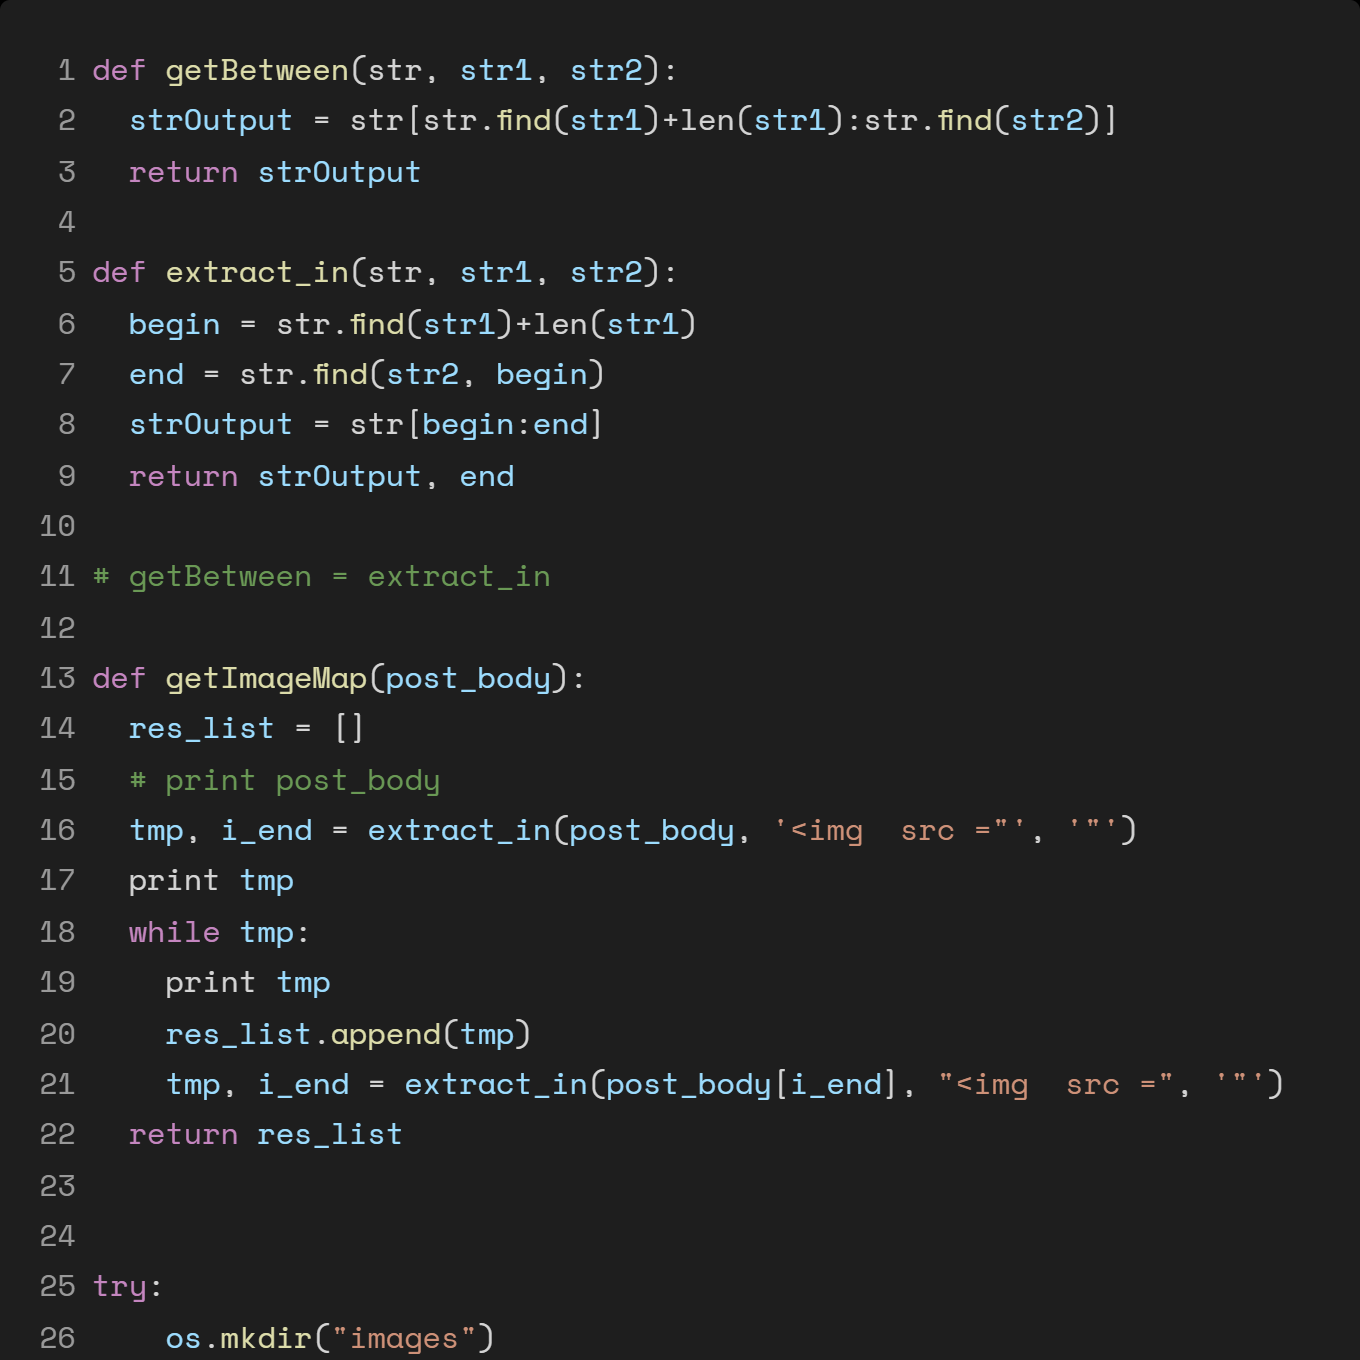 1 def getBetween(str, str1, str2):
2   strOutput = str[str.find(str1)+len(str1):str.find(str2)]
3   return strOutput
4
5 def extract_in(str, str1, str2):
6   begin = str.find(str1)+len(str1)
7   end = str.find(str2, begin)
8   strOutput = str[begin:end]
9   return strOutput, end
10
11 # getBetween = extract_in
12
13 def getImageMap(post_body):
14   res_list = []
15   # print post_body
16   tmp, i_end = extract_in(post_body, '<img  src ="', '"')
17   print tmp
18   while tmp:
19     print tmp
20     res_list.append(tmp)
21     tmp, i_end = extract_in(post_body[i_end], "<img  src =", '"')
22   return res_list
23
24
25 try:
26     os.mkdir("images")